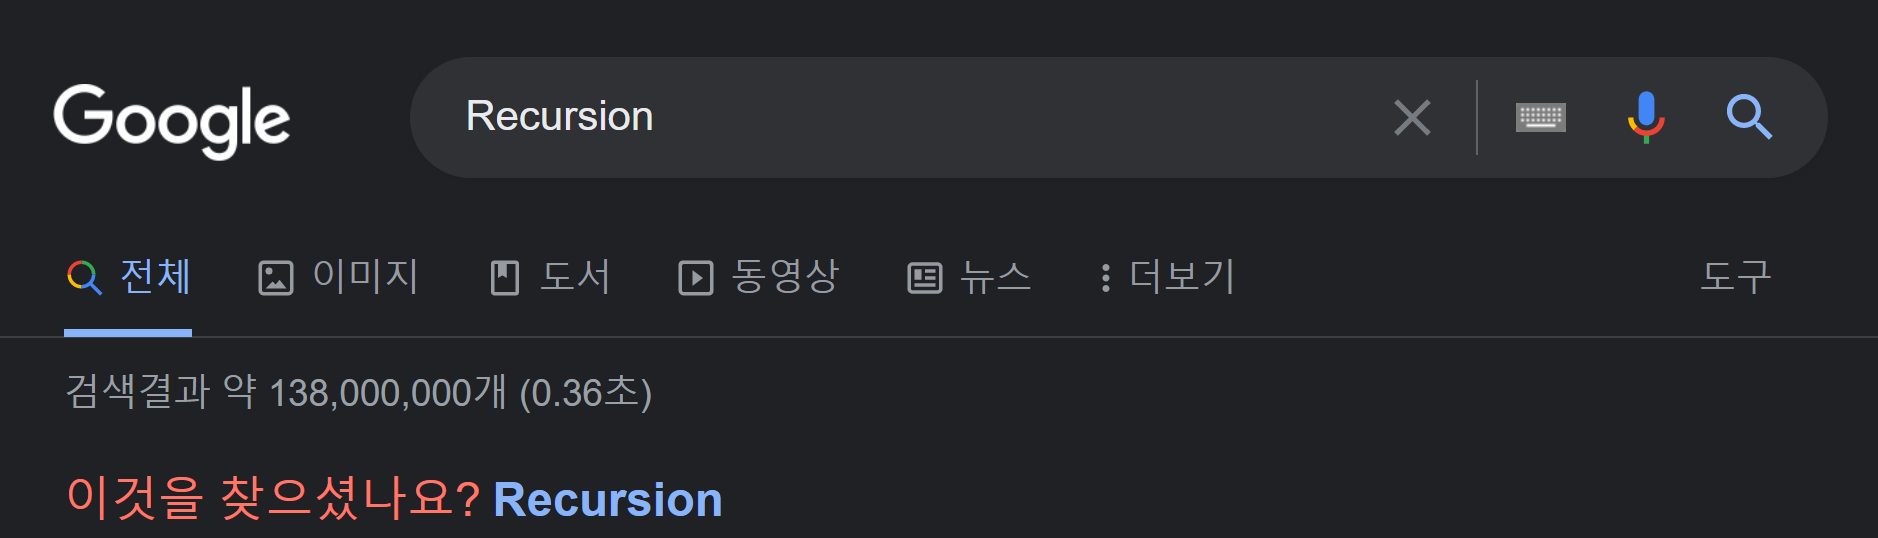 Google Recursion
전체 이미지 도서 동영상 뉴스 더보기 도구
검색결과 약 138,000,000개 (0.36초)
이것을 찾으셨나요? Recursion